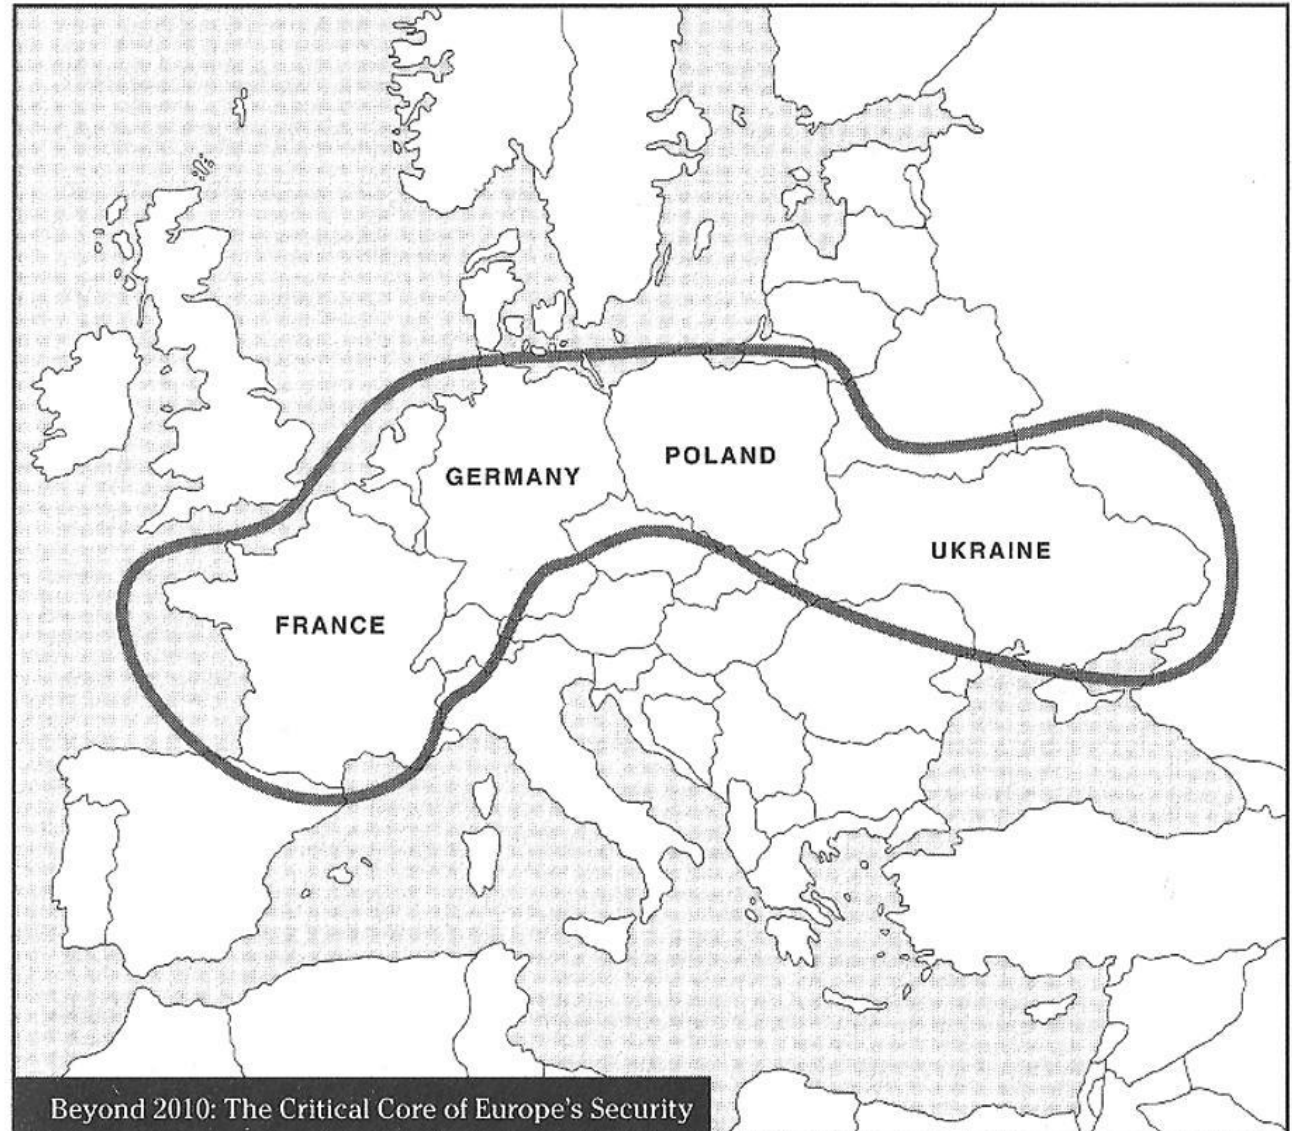 GERMANY
POLAND
UKRAINE
FRANCE
Beyond 2010: The Critical Core of Europe's Security